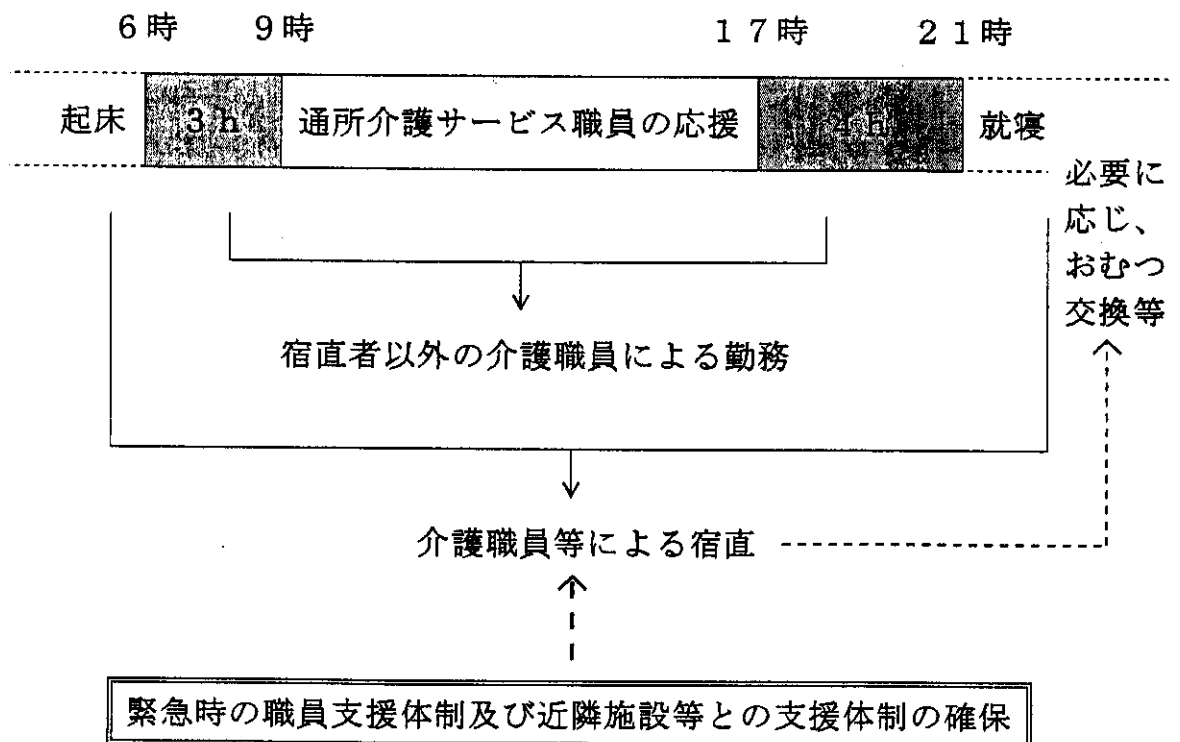 6時 9時 17時 21時
起床 3h 通所介護サービス職員の応援 4h 就寝
必要に
応じ、
おむつ
交換等
宿直者以外の介護職員による勤務
介護職員等による宿直
緊急時の職員支援体制及び近隣施設等との支援体制の確保